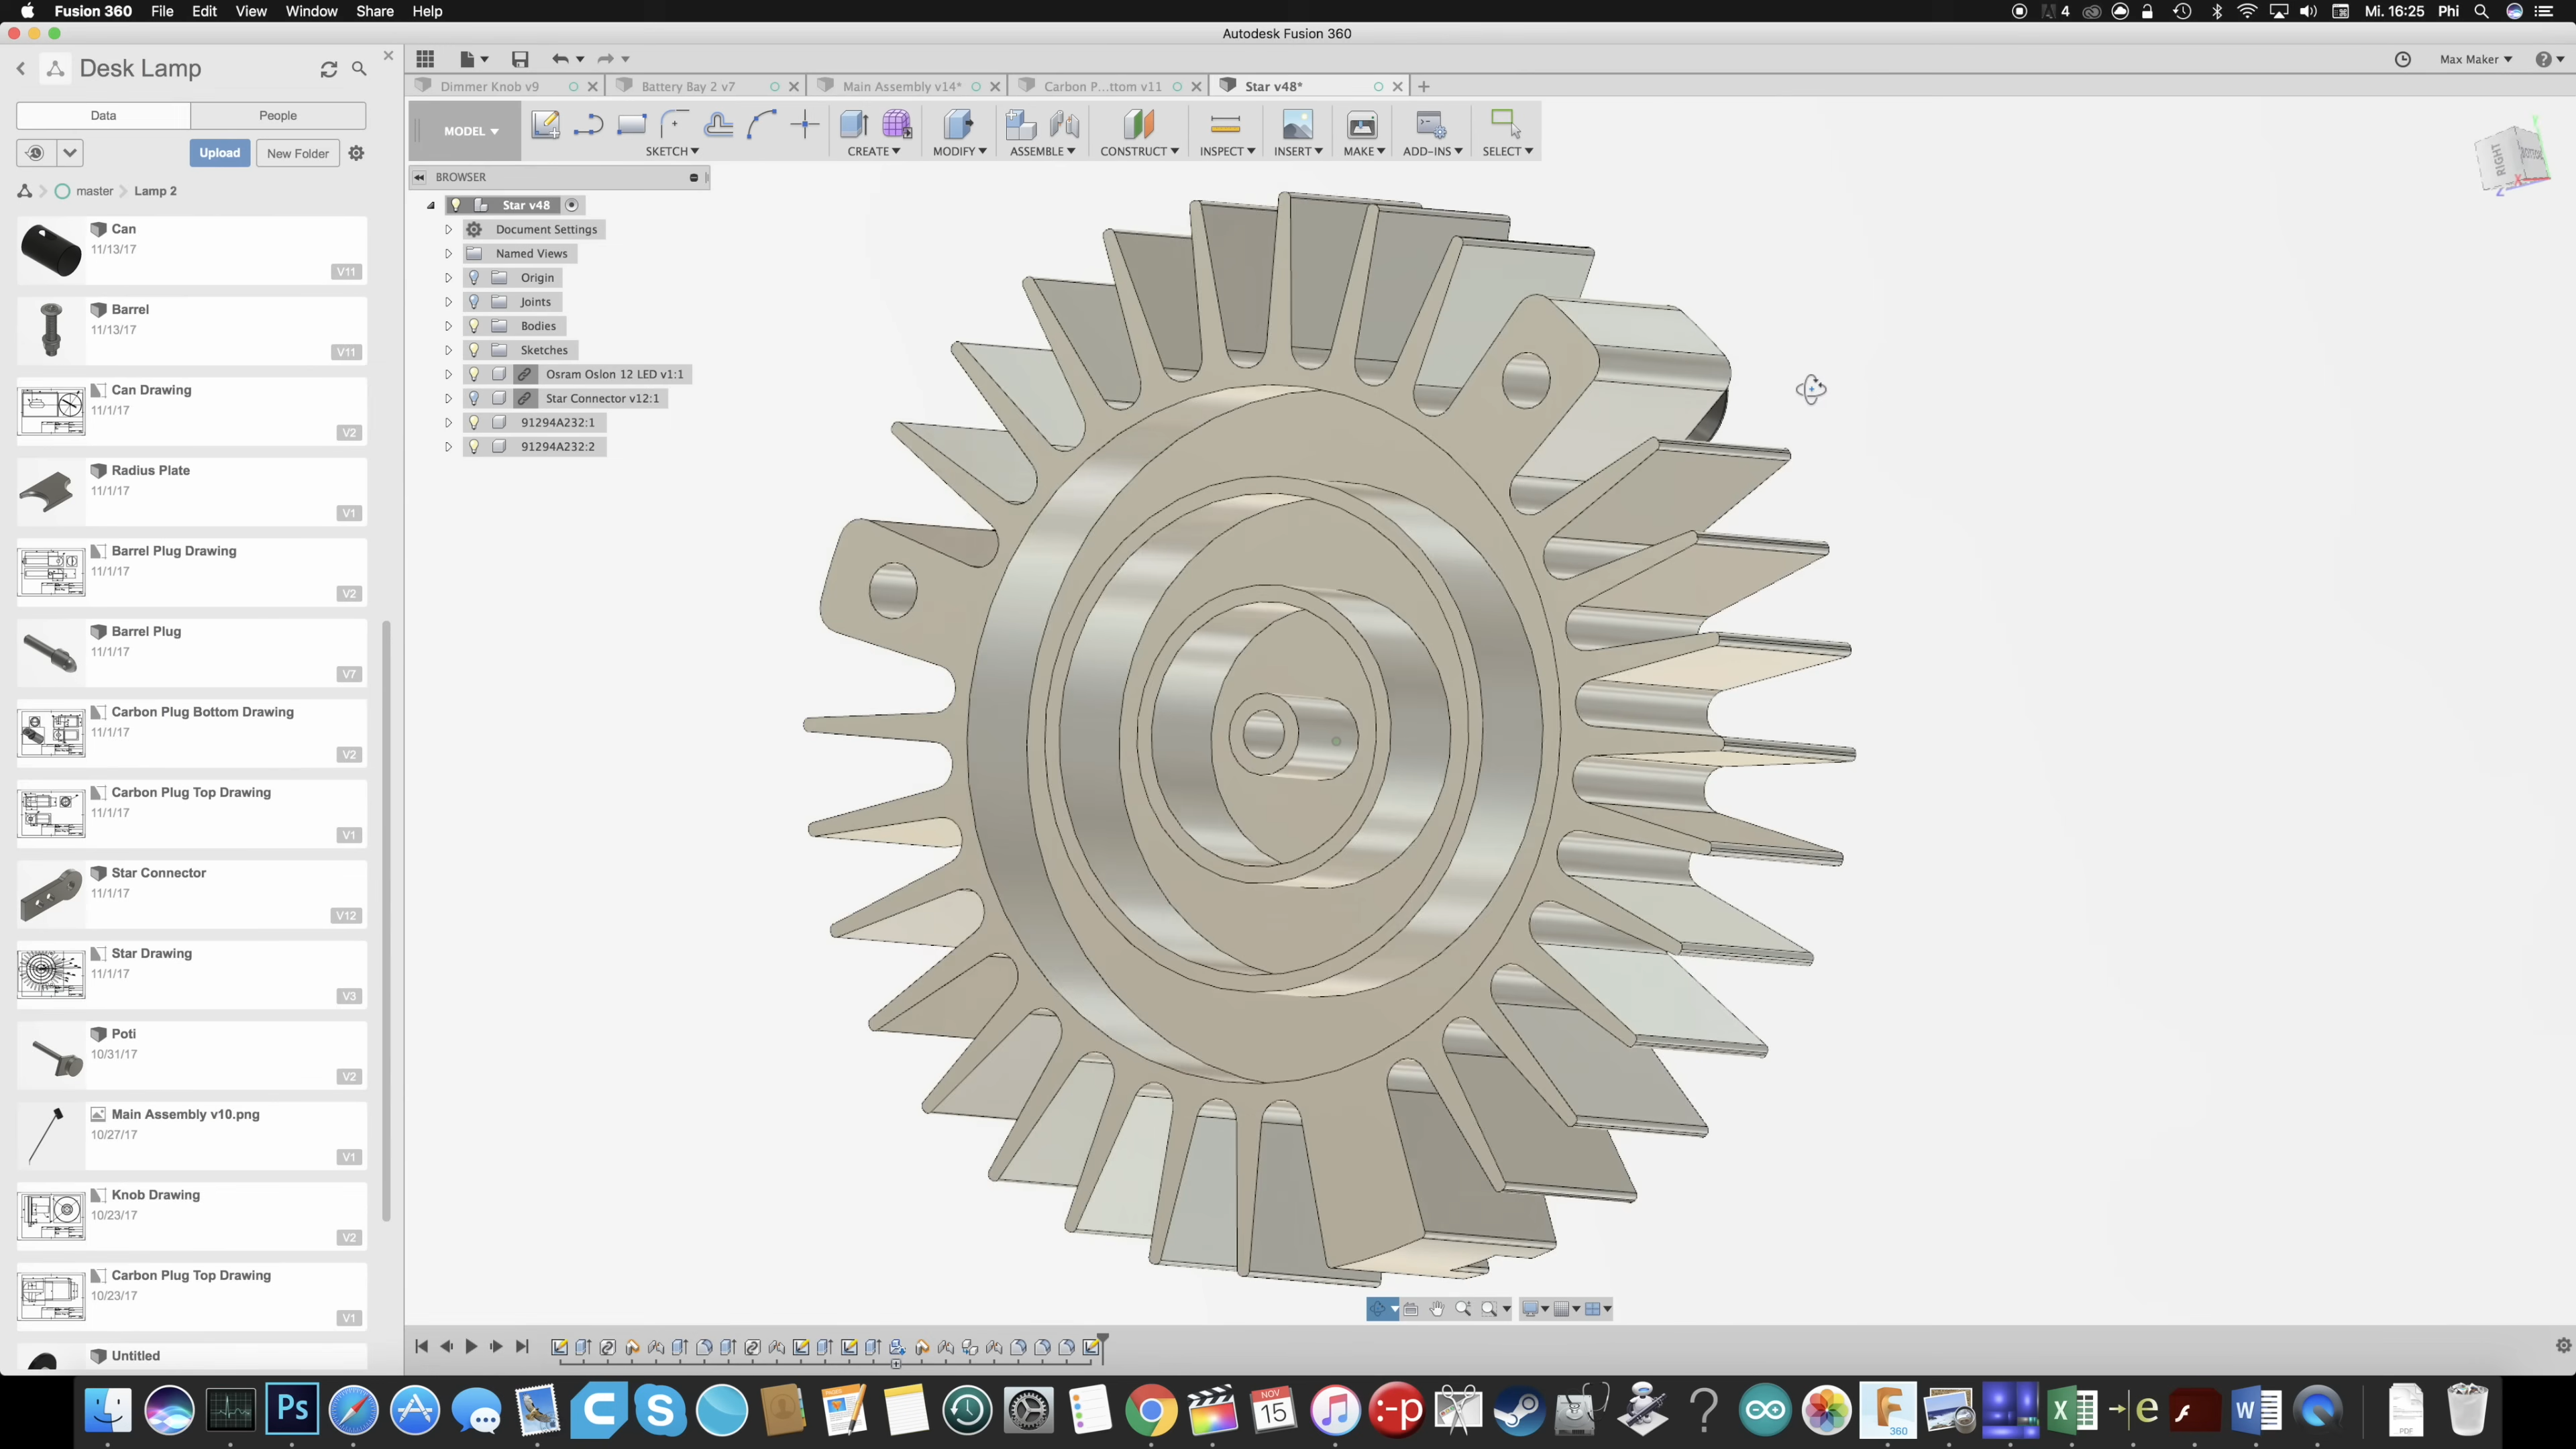 Fusion 360 File Edit View Window Share Help
4
Mi. 16:25 Phi
Autodesk Fusion 360
Desk Lamp
Max Maker
Dimmer Knob v9
Battery Bay 2 v7
Main Assembly v14*
Carbon P...ttom v11
Star v48*
Data People
MODEL
SKETCH
CREATE
MODIFY
ASSEMBLE
CONSTRUCT
INSPECT
INSERT
MAKE
ADD-INS
SELECT
Upload New Folder
master Lamp 2
BROWSER
Star v48
Document Settings
Named Views
Origin
Joints
Bodies
Sketches
Osram Oslon 12 LED v1:1
Star Connector v12:1
91294A232:1
91294A232:2
RIGHT
X
Y
Z
Can
11/13/17
V11
Barrel
11/13/17
V11
Can Drawing
11/1/17
V2
Radius Plate
11/1/17
V1
Barrel Plug Drawing
11/1/17
V2
Barrel Plug
11/1/17
V7
Carbon Plug Bottom Drawing
11/1/17
V2
Carbon Plug Top Drawing
11/1/17
V1
Star Connector
11/1/17
V12
Star Drawing
11/1/17
V3
Poti
10/31/17
V2
Main Assembly v10.png
10/27/17
V1
Knob Drawing
10/23/17
V2
Carbon Plug Top Drawing
10/23/17
V1
Untitled
Ps
NOV
15
:-p
360
PDF